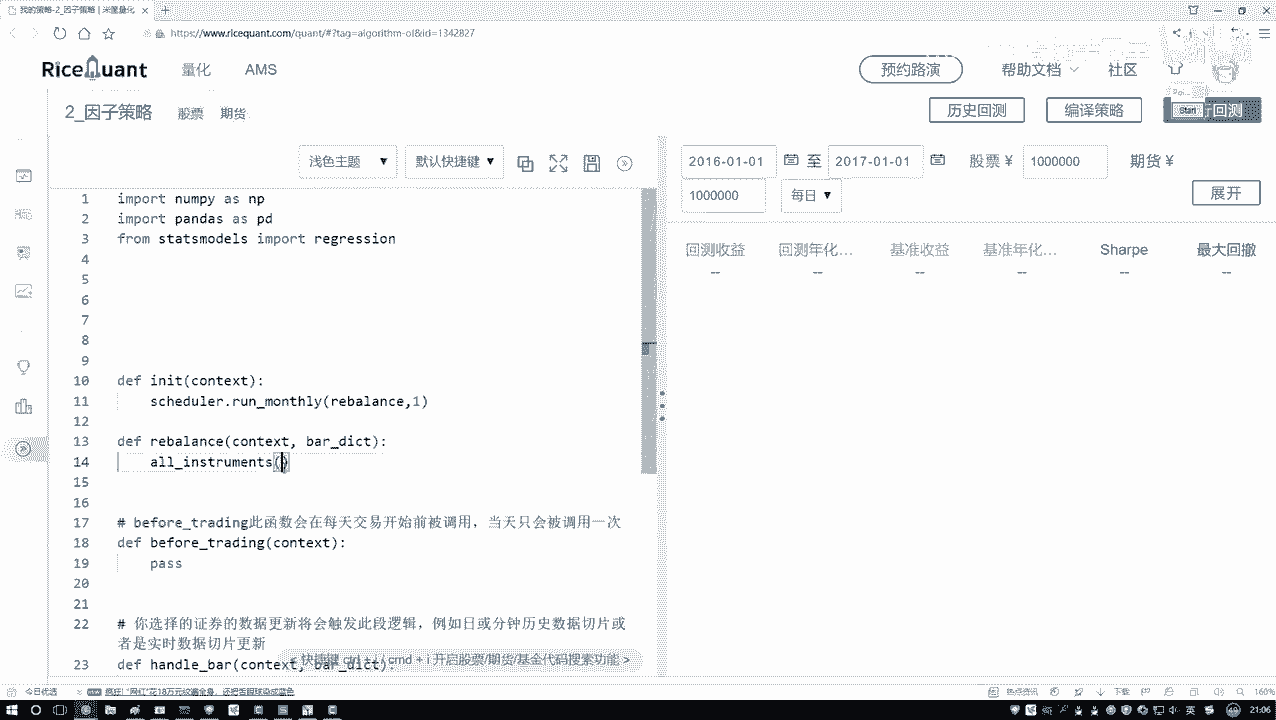 我的策略-2_因子策略 | 米筐量化
https://www.ricequant.com/quant/#?tag=algorithm-ol&id=1342827
RiceQuant 量化 AMS 预约路演 帮助文档 社区
2_因子策略 股票 期货 历史回测 编译策略 回测
Start
浅色主题 默认快捷键 2016-01-01 至 2017-01-01 股票 ¥ 1000000 期货 ¥
1000000 每日 展开
回测收益 回测年化... 基准收益 基准年化... Sharpe 最大回撤
-- -- -- -- -- --
1 import numpy as np
2 import pandas as pd
3 from statsmodels import regression
4
5
6
7
8
9
10 def init(context):
11 scheduler.run_monthly(rebalance,1)
12
13 def rebalance(context, bar_dict):
14 all_instruments()
15
16
17 # before_trading此函数会在每天交易开始前被调用，当天只会被调用一次
18 def before_trading(context):
19 pass
20
21
22 # 你选择的证券的数据更新将会触发此段逻辑，例如日或分钟历史数据切片或
者是实时数据切片更新
23 def handle_bar(context, bar_dict):
开启股票/期货/基金代码搜索功能 >
今日优选 热点资讯 下载 160%
21:06